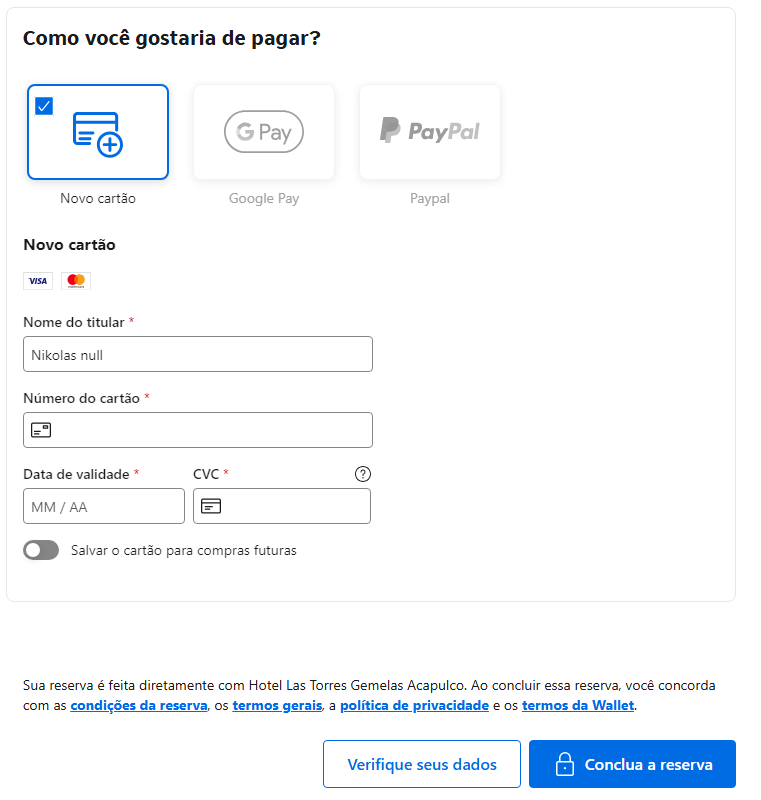 Como você gostaria de pagar?
G Pay
PayPal
Novo cartão
Google Pay
Paypal
Novo cartão
VISA
Nome do titular *
Nikolas null
Número do cartão *
Data de validade *
CVC *
?
MM / AA
Salvar o cartão para compras futuras
Sua reserva é feita diretamente com Hotel Las Torres Gemelas Acapulco. Ao concluir essa reserva, você concorda
com as condições da reserva, os termos gerais, a política de privacidade e os termos da Wallet.
Verifique seus dados
Conclua a reserva